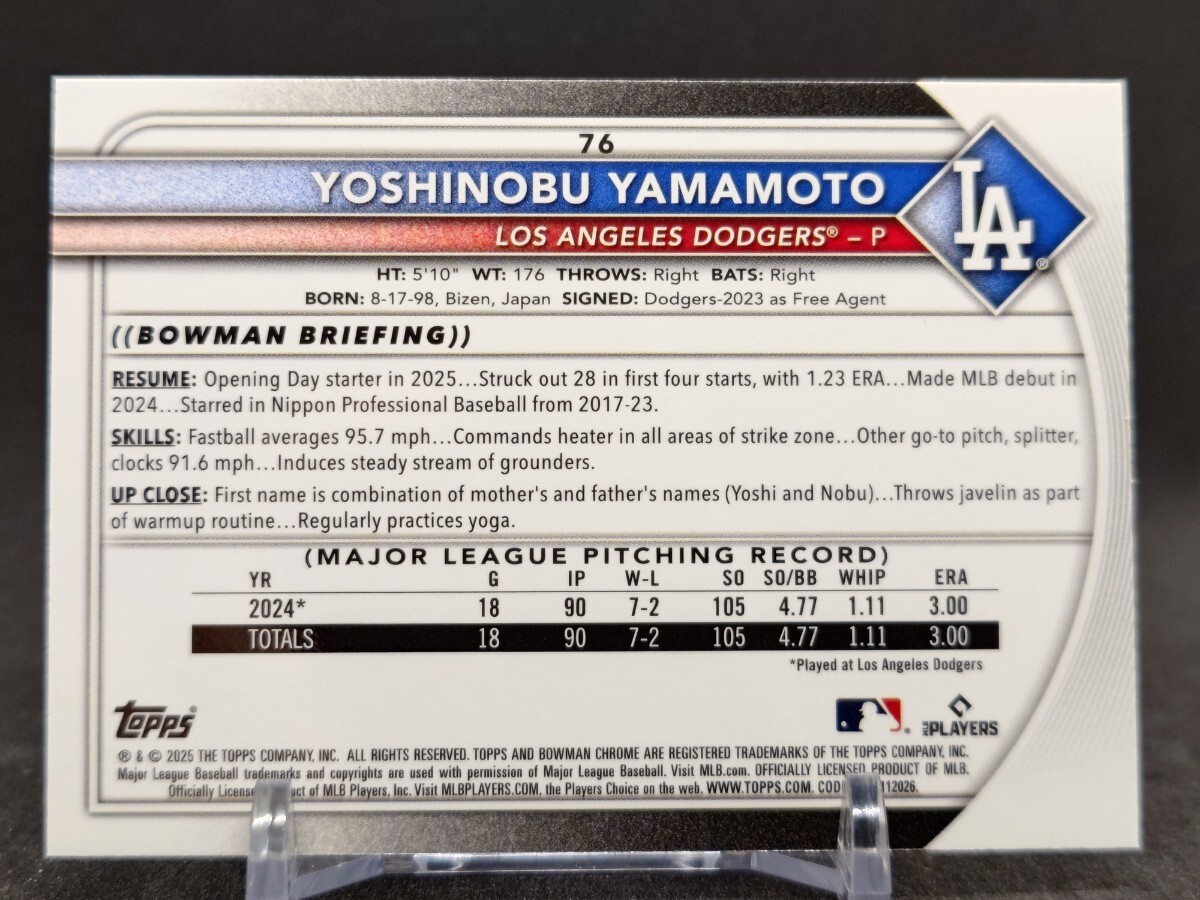 76
YOSHINOBU YAMAMOTO
LA®
LOS ANGELES DODGERS® – P
HT: 5'10" WT: 176 THROWS: Right BATS: Right
BORN: 8-17-98, Bizen, Japan SIGNED: Dodgers-2023 as Free Agent
((BOWMAN BRIEFING))
RESUME: Opening Day starter in 2025...Struck out 28 in first four starts, with 1.23 ERA...Made MLB debut in
2024...Starred in Nippon Professional Baseball from 2017-23.
SKILLS: Fastball averages 95.7 mph...Commands heater in all areas of strike zone...Other go-to pitch, splitter,
clocks 91.6 mph...Induces steady stream of grounders.
UP CLOSE: First name is combination of mother's and father's names (Yoshi and Nobu)...Throws javelin as part
of warmup routine...Regularly practices yoga.
(MAJOR LEAGUE PITCHING RECORD)
YR G IP W-L SO SO/BB WHIP ERA
2024* 18 90 7-2 105 4.77 1.11 3.00
TOTALS 18 90 7-2 105 4.77 1.11 3.00
*Played at Los Angeles Dodgers
TOPPS®
PLAYERS
® & © 2025 THE TOPPS COMPANY, INC. ALL RIGHTS RESERVED. TOPPS AND BOWMAN CHROME ARE REGISTERED TRADEMARKS OF THE TOPPS COMPANY, INC.
Major League Baseball trademarks and copyrights are used with permission of Major League Baseball. Visit MLB.com. OFFICIALLY LICENSED PRODUCT OF MLB.
Officially of MLB Players, Inc. Visit MLBPLAYERS.COM, the Players Choice on the web. WWW.TOPPS.COM.